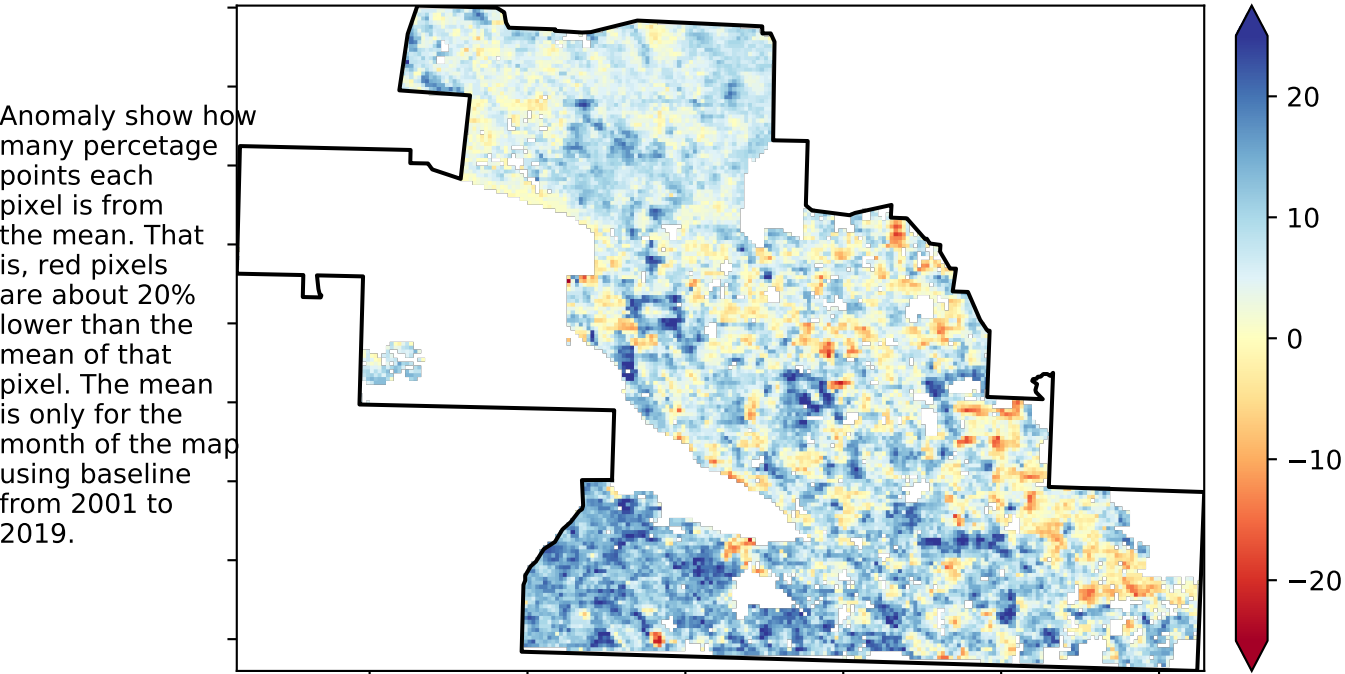 Anomaly show how
many percetage
points each
pixel is from
the mean. That
is, red pixels
are about 20%
lower than the
mean of that
pixel. The mean
is only for the
month of the map
using baseline
from 2001 to
2019.
20
10
0
−10
−20